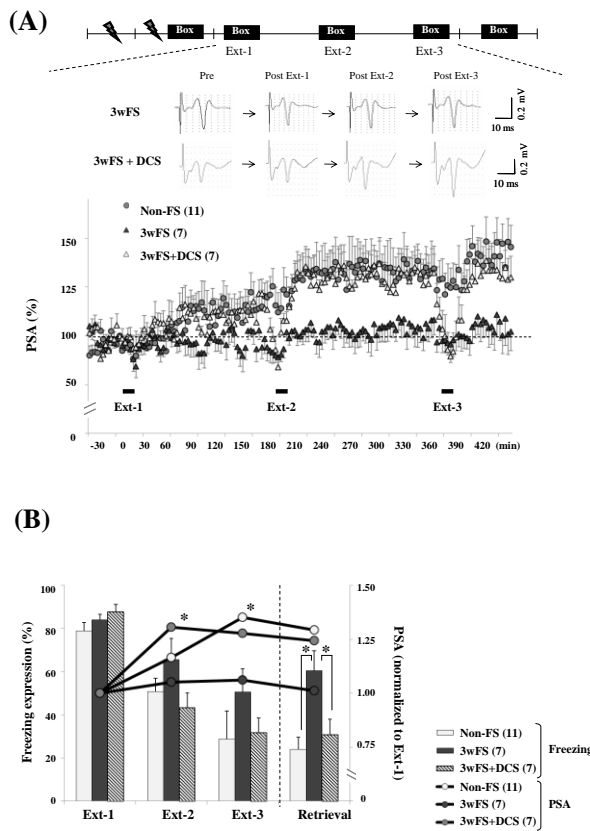 (A)
Box Box Box Box Box
Ext-1 Ext-2 Ext-3
Pre Post Ext-1 Post Ext-2 Post Ext-3
3wFS
0.2 mV
10 ms
3wFS + DCS
0.2 mV
10 ms
Non-FS (11)
3wFS (7)
3wFS+DCS (7)
PSA (%)
150
125
100
50
0
Ext-1 Ext-2 Ext-3
-30 0 30 60 90 120 150 180 210 240 270 300 330 360 390 420 (min)
(B)
Freezing expression (%)
100
80
60
40
20
0
* *
* *
1.50
1.25
1.00
0.75
0
PSA (normalized to Ext-1)
Ext-1 Ext-2 Ext-3 Retrieval
Non-FS (11)
3wFS (7)
3wFS+DCS (7)
Freezing
Non-FS (11)
3wFS (7)
3wFS+DCS (7)
PSA